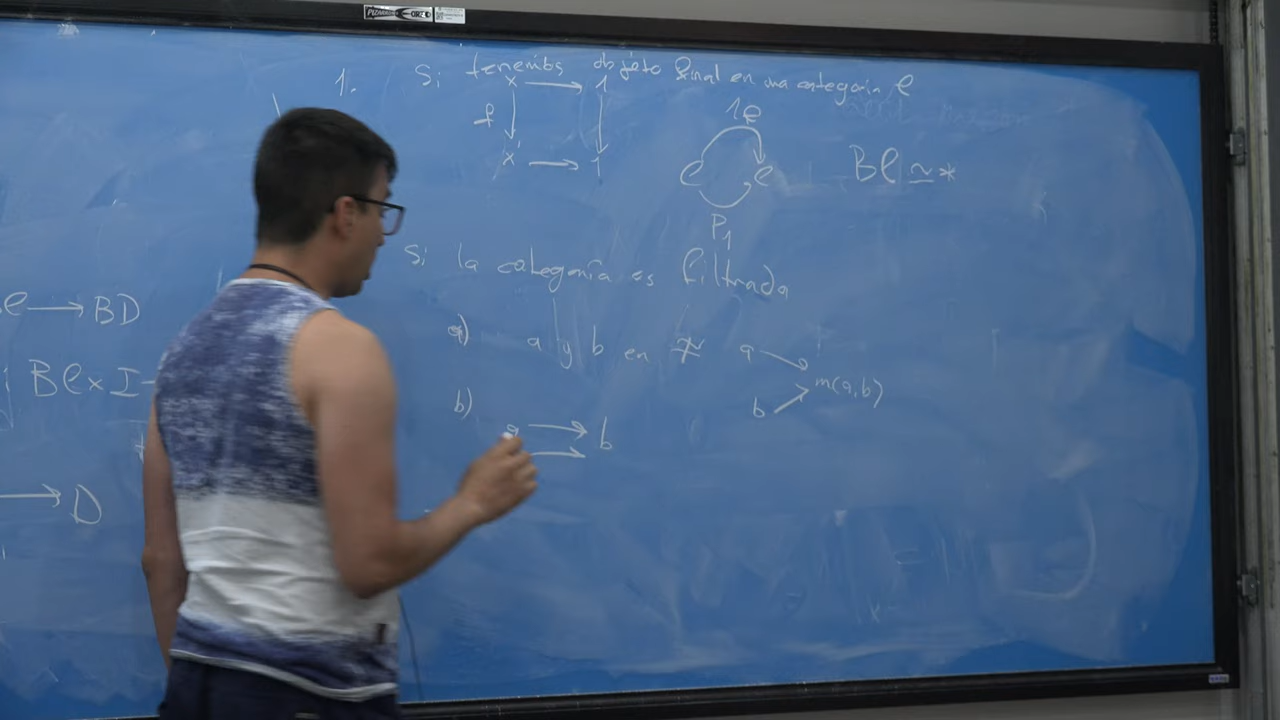 1. Si tenemos objeto final en una categoría C
x → 1
f ↓ ↓
x' → 1
1e
e e
P1
BC ≃ *
Si la categoría es filtrada
e → BD
a) a y b en a → m(a,b)
BC x I
b →
b) a ⇉ b
→ D